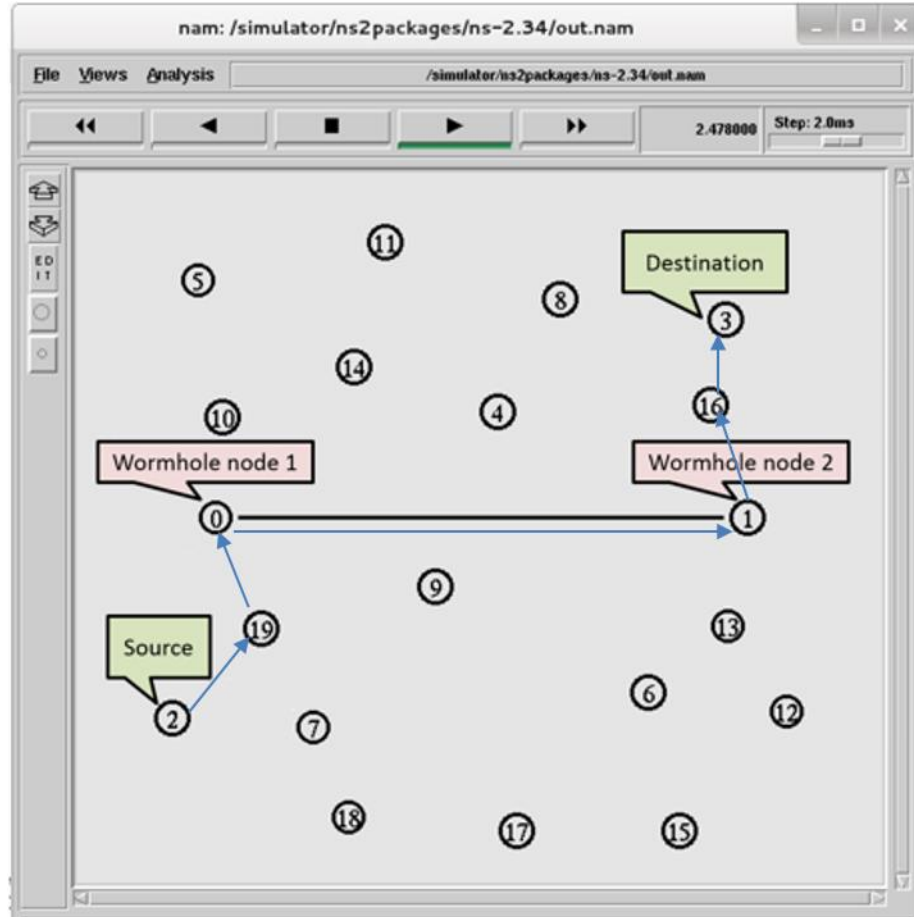 nam: /simulator/ns2packages/ns-2.34/out.nam
File Views Analysis /simulator/ns2packages/ns-2.34/out.nam
2.478000 Step: 2.0ms
ED
IT
11
5
Destination
8
3
14
4
16
10
Wormhole node 1 Wormhole node 2
0 1
9
19
13
Source
6
12
2
7
18
17
15